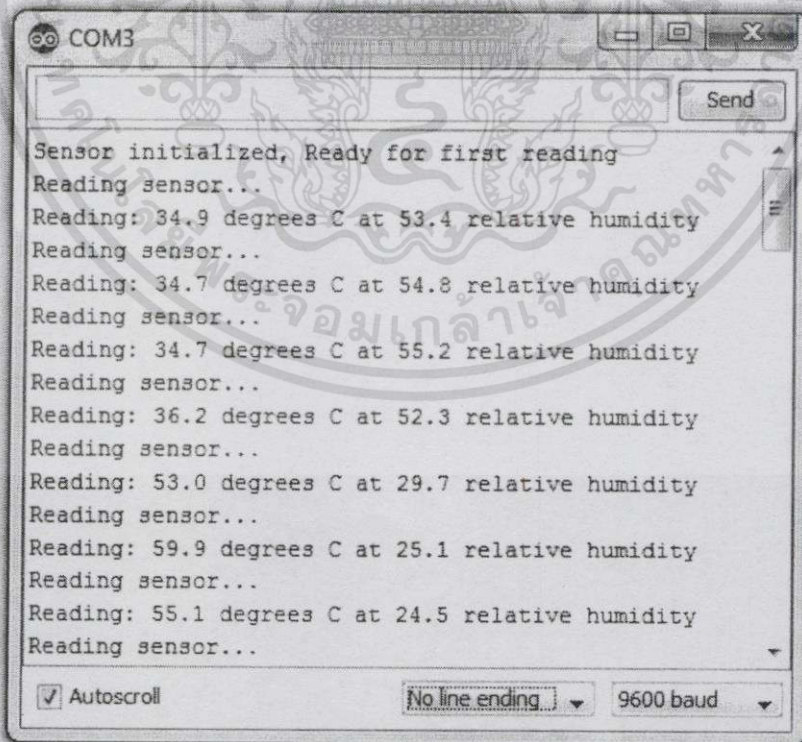 COM3
Send
Sensor initialized, Ready for first reading
Reading sensor...
Reading: 34.9 degrees C at 53.4 relative humidity
Reading sensor...
Reading: 34.7 degrees C at 54.8 relative humidity
Reading sensor...
Reading: 34.7 degrees C at 55.2 relative humidity
Reading sensor...
Reading: 36.2 degrees C at 52.3 relative humidity
Reading sensor...
Reading: 53.0 degrees C at 29.7 relative humidity
Reading sensor...
Reading: 59.9 degrees C at 25.1 relative humidity
Reading sensor...
Reading: 55.1 degrees C at 24.5 relative humidity
Reading sensor...
Autoscroll
No line ending
9600 baud